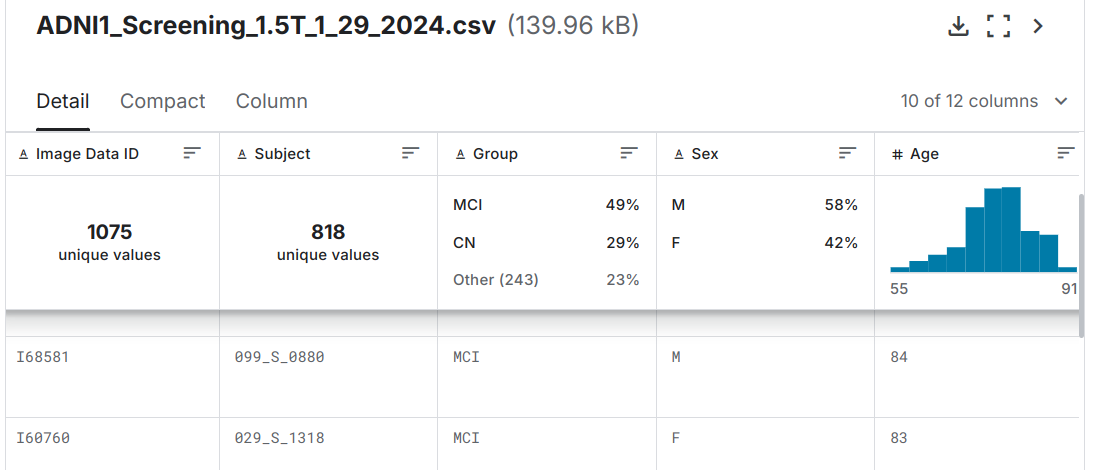 ADNI1_Screening_1.5T_1_29_2024.csv (139.96 kB)
Detail Compact Column 10 of 12 columns
A Image Data ID A Subject A Group A Sex # Age
1075 unique values
818 unique values
MCI 49%
CN 29%
Other (243) 23%
M 58%
F 42%
55 91
I68581 099_S_0880 MCI M 84
I60760 029_S_1318 MCI F 83